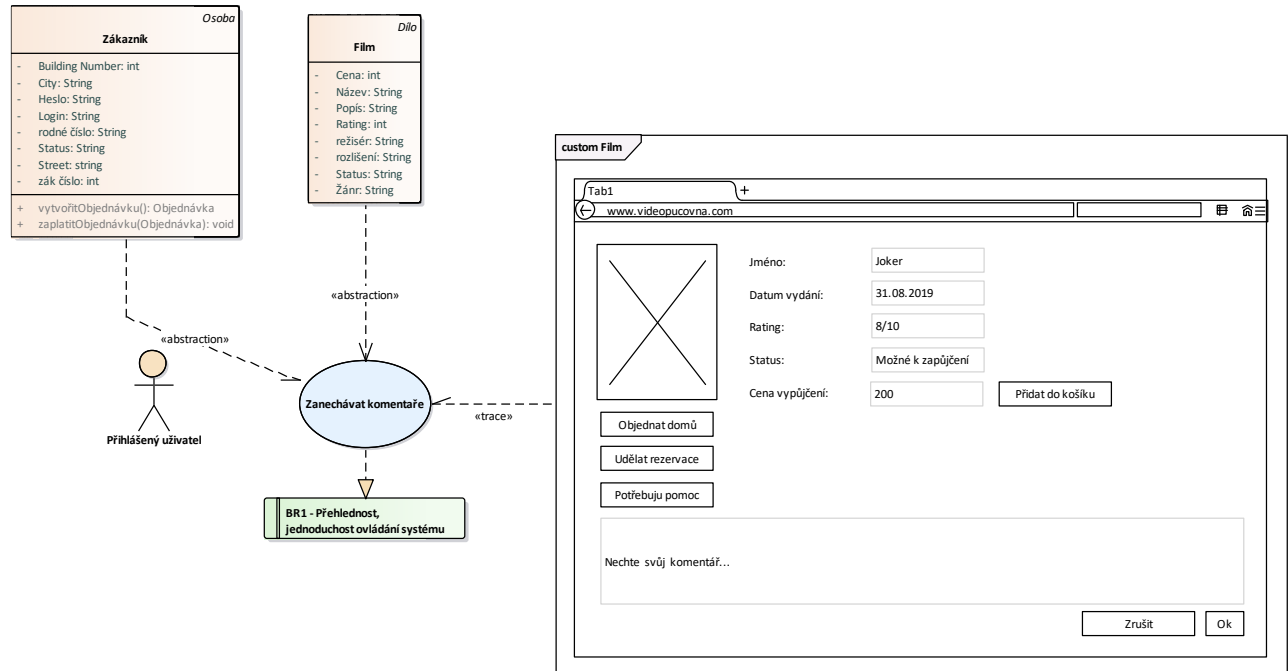 Osoba
Zákazník
- Building Number: int
- City: String
- Heslo: String
- Login: String
- rodné číslo: String
- Status: String
- Street: string
- zák číslo: int
+ vytvořitObjednávku(): Objednávka
+ zaplatitObjednávku(Objednávka): void
Dílo
Film
- Cena: int
- Název: String
- Popís: String
- Rating: int
- režisér: String
- rozlišení: String
- Status: String
- Žánr: String
«abstraction»
«abstraction»
Přihlášený uživatel
Zanechávat komentaře
«trace»
BR1 - Přehlednost,
jednoduchost ovládání systému
custom Film
Tab1 +
www.videopucovna.com
Jméno: Joker
Datum vydání: 31.08.2019
Rating: 8/10
Status: Možné k zapůjčení
Cena vypůjčení: 200 Přidat do košíku
Objednat domů
Udělat rezervace
Potřebuju pomoc
Nechte svůj komentář...
Zrušit Ok